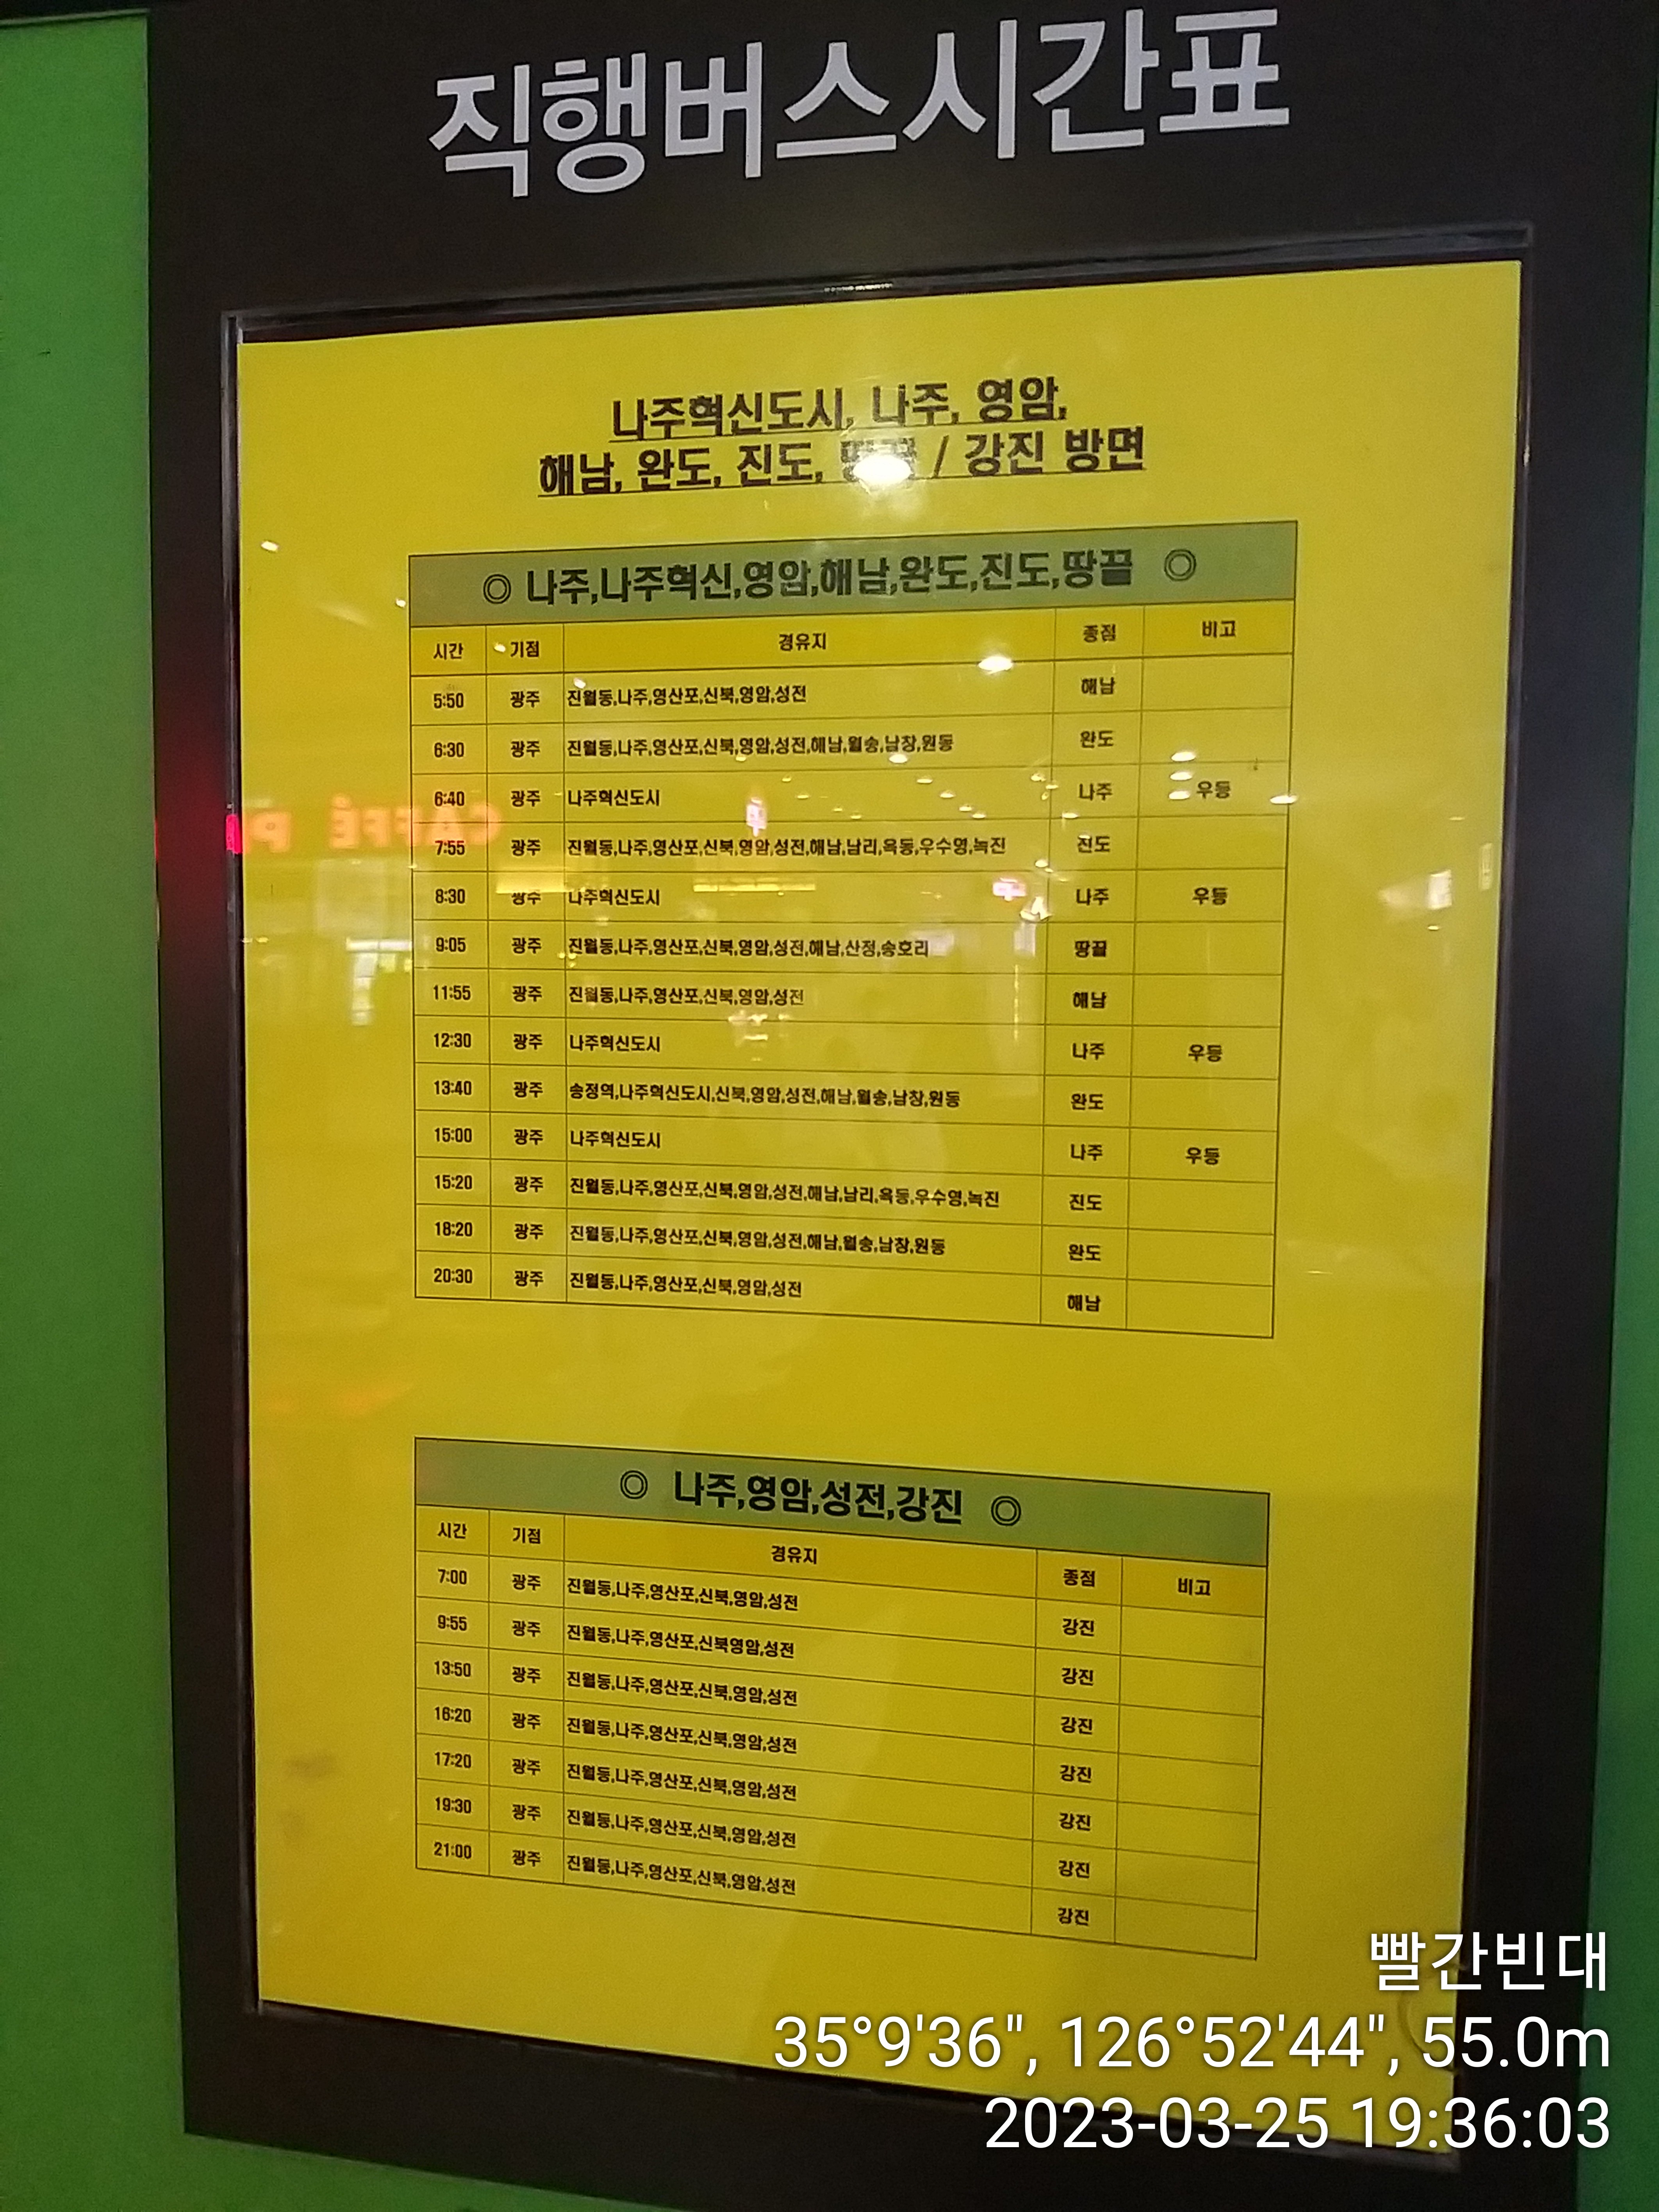 직행버스시간표
나주혁신도시, 나주, 영암,
해남, 완도, 진도, / 강진 방면
◎ 나주,나주혁신,영암,해남,완도,진도,땅끝 ◎
시간 기점 경유지 종점 비고
5:50 광주 진월동,나주,영산포,신북,영암,성전 해남
6:30 광주 진월동,나주,영산포,신북,영암,성전,해남,월송,남창,원동 완도
6:40 광주 나주혁신도시 나주 우등
7:55 광주 진월동,나주,영산포,신북,영암,성전,해남,남리,옥동,우수영,녹진 진도
8:30 광주 나주혁신도시 나주 우등
9:05 광주 진월동,나주,영산포,신북,영암,성전,해남,산정,송호리 땅끝
11:55 광주 진월동,나주,영산포,신북,영암,성전 해남
12:30 광주 나주혁신도시 나주 우등
13:40 광주 송정역,나주혁신도시,신북,영암,성전,해남,월송,남창,원동 완도
15:00 광주 나주혁신도시 나주 우등
15:20 광주 진월동,나주,영산포,신북,영암,성전,해남,남리,옥동,우수영,녹진 진도
18:20 광주 진월동,나주,영산포,신북,영암,성전,해남,월송,남창,원동 완도
20:30 광주 진월동,나주,영산포,신북,영암,성전 해남
◎ 나주,영암,성전,강진 ◎
시간 기점 경유지 종점 비고
7:00 광주 진월동,나주,영산포,신북,영암,성전 강진
9:55 광주 진월동,나주,영산포,신북영암,성전 강진
13:50 광주 진월동,나주,영산포,신북,영암,성전 강진
16:20 광주 진월동,나주,영산포,신북,영암,성전 강진
17:20 광주 진월동,나주,영산포,신북,영암,성전 강진
19:30 광주 진월동,나주,영산포,신북,영암,성전 강진
21:00 광주 진월동,나주,영산포,신북,영암,성전 강진
빨간빈대
35°9'36", 126°52'44", 55.0m
2023-03-25 19:36:03